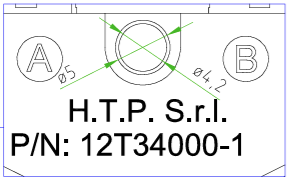 A
B
ø5
ø4,2
H.T.P. S.r.l.
P/N: 12T34000-1